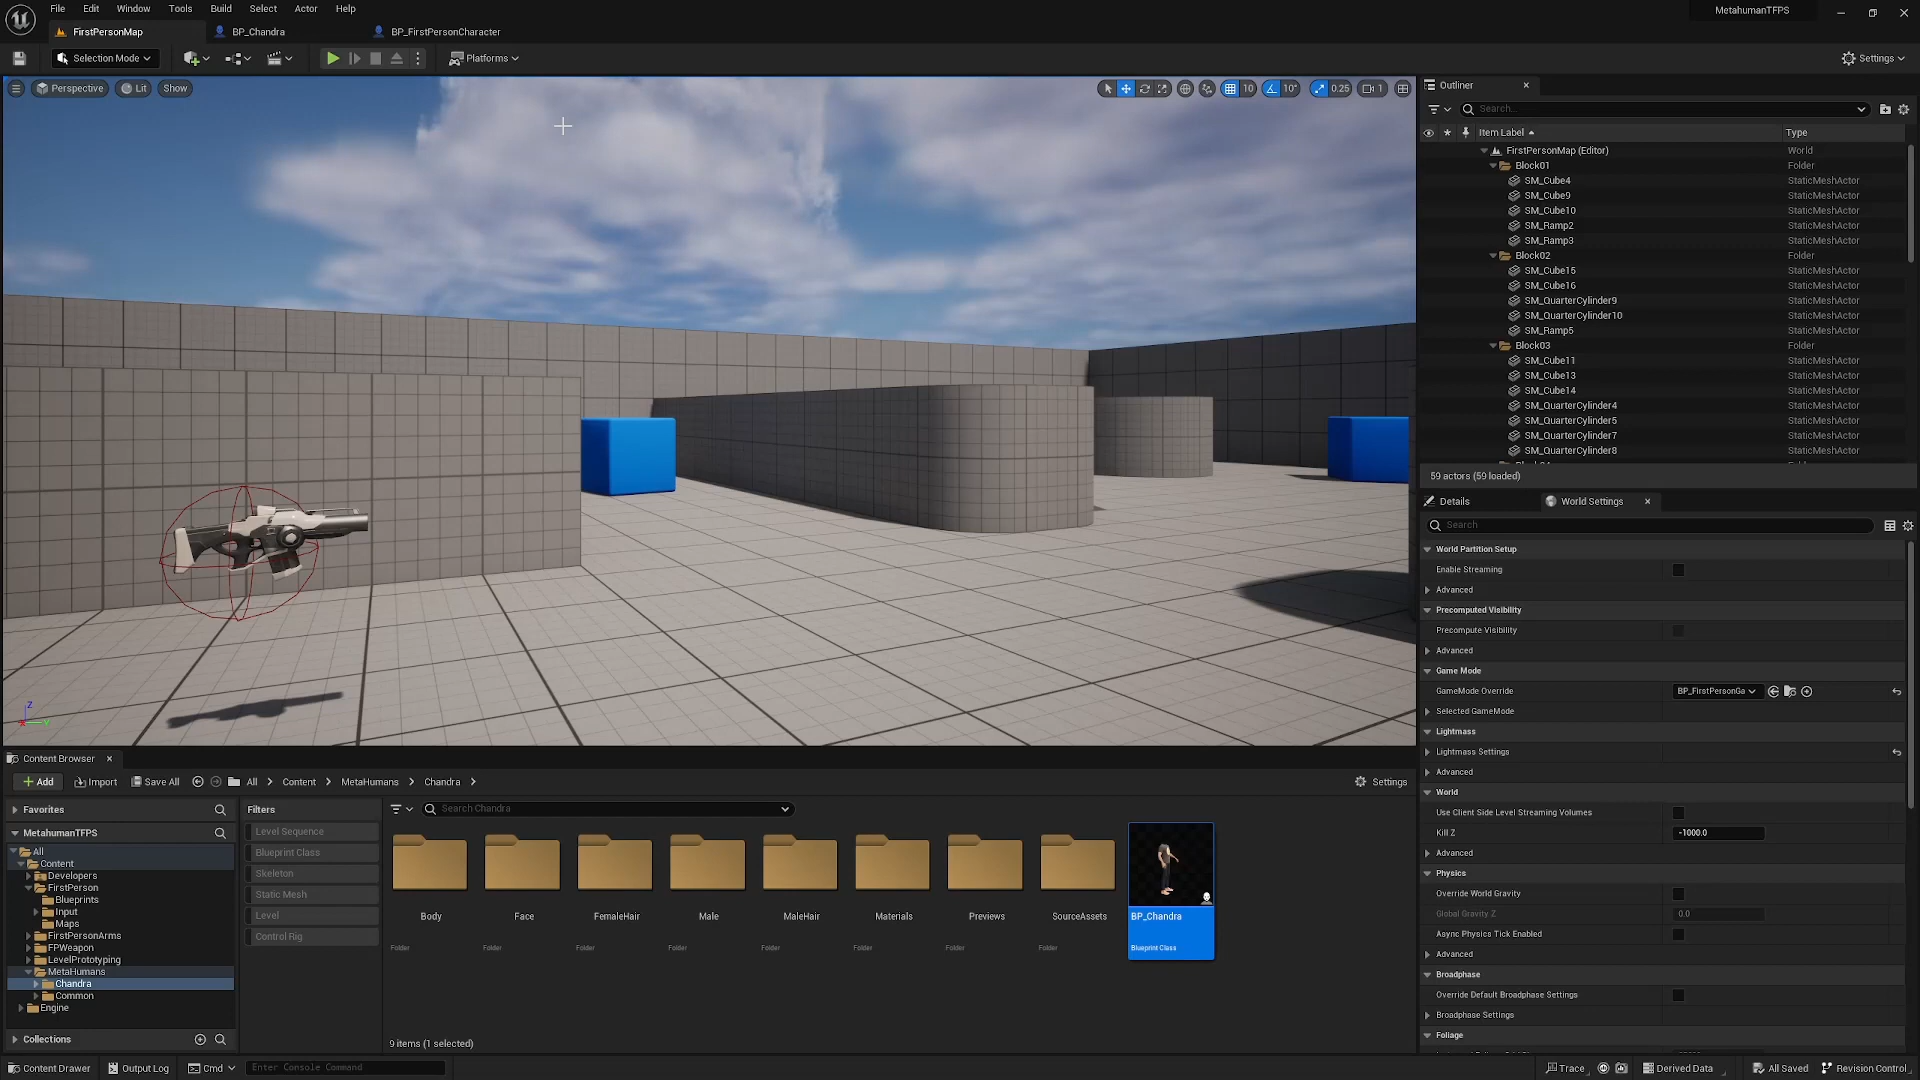 File Edit Window Tools Build Select Actor Help
MetahumanTFPS
FirstPersonMap
BP_Chandra
BP_FirstPersonCharacter
Selection Mode
Platforms
Settings
Perspective
Lit
Show
10
10°
0.25
1
Outliner
Search...
Item Label
Type
FirstPersonMap (Editor) World
Block01 Folder
SM_Cube4 StaticMeshActor
SM_Cube9 StaticMeshActor
SM_Cube10 StaticMeshActor
SM_Ramp2 StaticMeshActor
SM_Ramp3 StaticMeshActor
Block02 Folder
SM_Cube15 StaticMeshActor
SM_Cube16 StaticMeshActor
SM_QuarterCylinder9 StaticMeshActor
SM_QuarterCylinder10 StaticMeshActor
SM_Ramp5 StaticMeshActor
Block03 Folder
SM_Cube11 StaticMeshActor
SM_Cube13 StaticMeshActor
SM_Cube14 StaticMeshActor
SM_QuarterCylinder4 StaticMeshActor
SM_QuarterCylinder5 StaticMeshActor
SM_QuarterCylinder7 StaticMeshActor
SM_QuarterCylinder8 StaticMeshActor
59 actors (59 loaded)
Details
World Settings
Search
World Partition Setup
Enable Streaming
Advanced
Precomputed Visibility
Precompute Visibility
Advanced
Game Mode
GameMode Override BP_FirstPersonGa
Selected GameMode
Lightmass
Lightmass Settings
Advanced
World
Use Client Side Level Streaming Volumes
Kill Z -1000.0
Advanced
Physics
Override World Gravity
Global Gravity Z 0.0
Async Physics Tick Enabled
Advanced
Broadphase
Override Default Broadphase Settings
Broadphase Settings
Foliage
Z
Content Browser
Add
Import
Save All
All
Content
MetaHumans
Chandra
Settings
Favorites
MetahumanTFPS
All
Content
Developers
FirstPerson
Blueprints
Input
Maps
FirstPersonArms
FPWeapon
LevelPrototyping
MetaHumans
Chandra
Common
Engine
Collections
Filters
Level Sequence
Blueprint Class
Skeleton
Static Mesh
Level
Control Rig
Search Chandra
Body
Face
FemaleHair
Male
MaleHair
Materials
Previews
SourceAssets
BP_Chandra
Folder
Folder
Folder
Folder
Folder
Folder
Folder
Folder
Blueprint Class
9 items (1 selected)
Content Drawer
Output Log
Cmd
Enter Console Command
Trace
Derived Data
All Saved
Revision Control